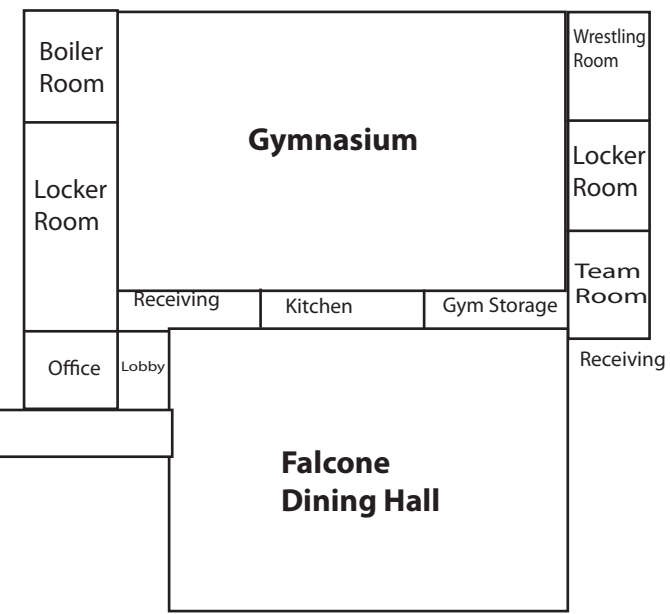 Boiler
Room
Gymnasium
Wrestling
Room
Locker
Room
Locker
Room
Team
Room
Receiving
Kitchen
Gym Storage
Office
Lobby
Receiving
Falcone
Dining Hall